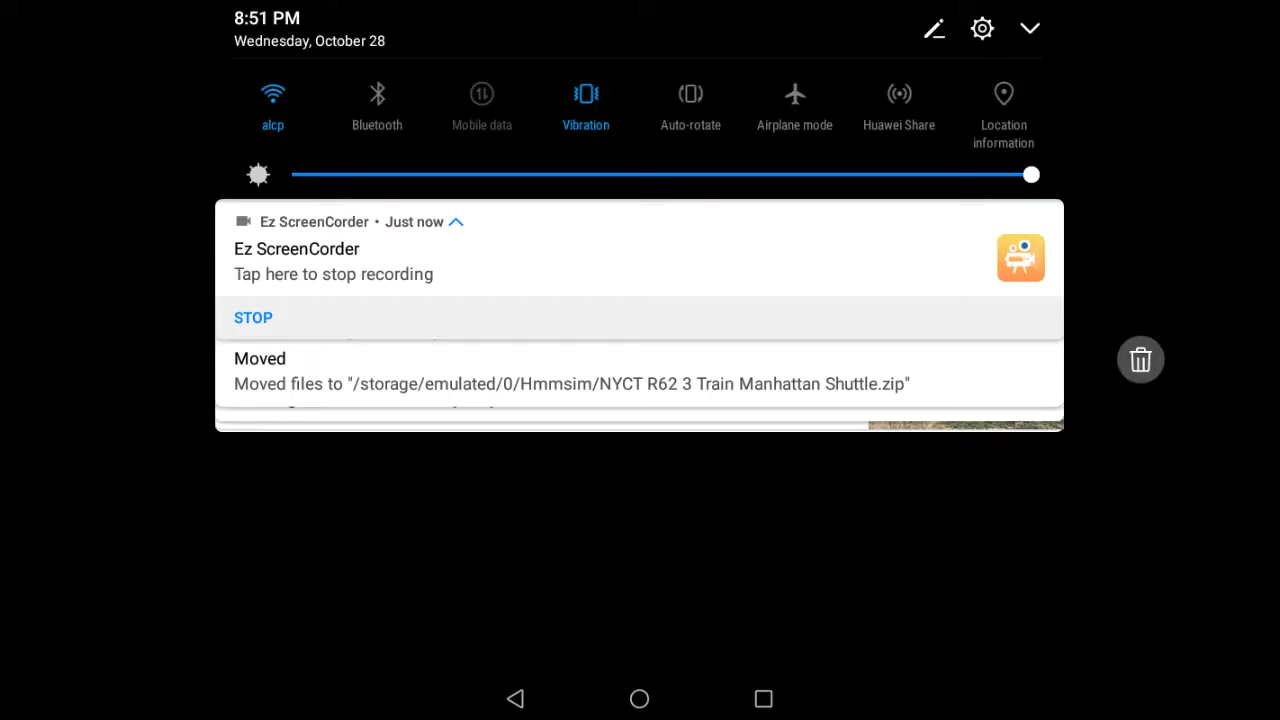 8:51 PM
Wednesday, October 28
alcp
Bluetooth
Mobile data
Vibration
Auto-rotate
Airplane mode
Huawei Share
Location
information
Ez ScreenCorder • Just now
Ez ScreenCorder
Tap here to stop recording
STOP
Moved
Moved files to "/storage/emulated/0/Hmmsim/NYCT R62 3 Train Manhattan Shuttle.zip"